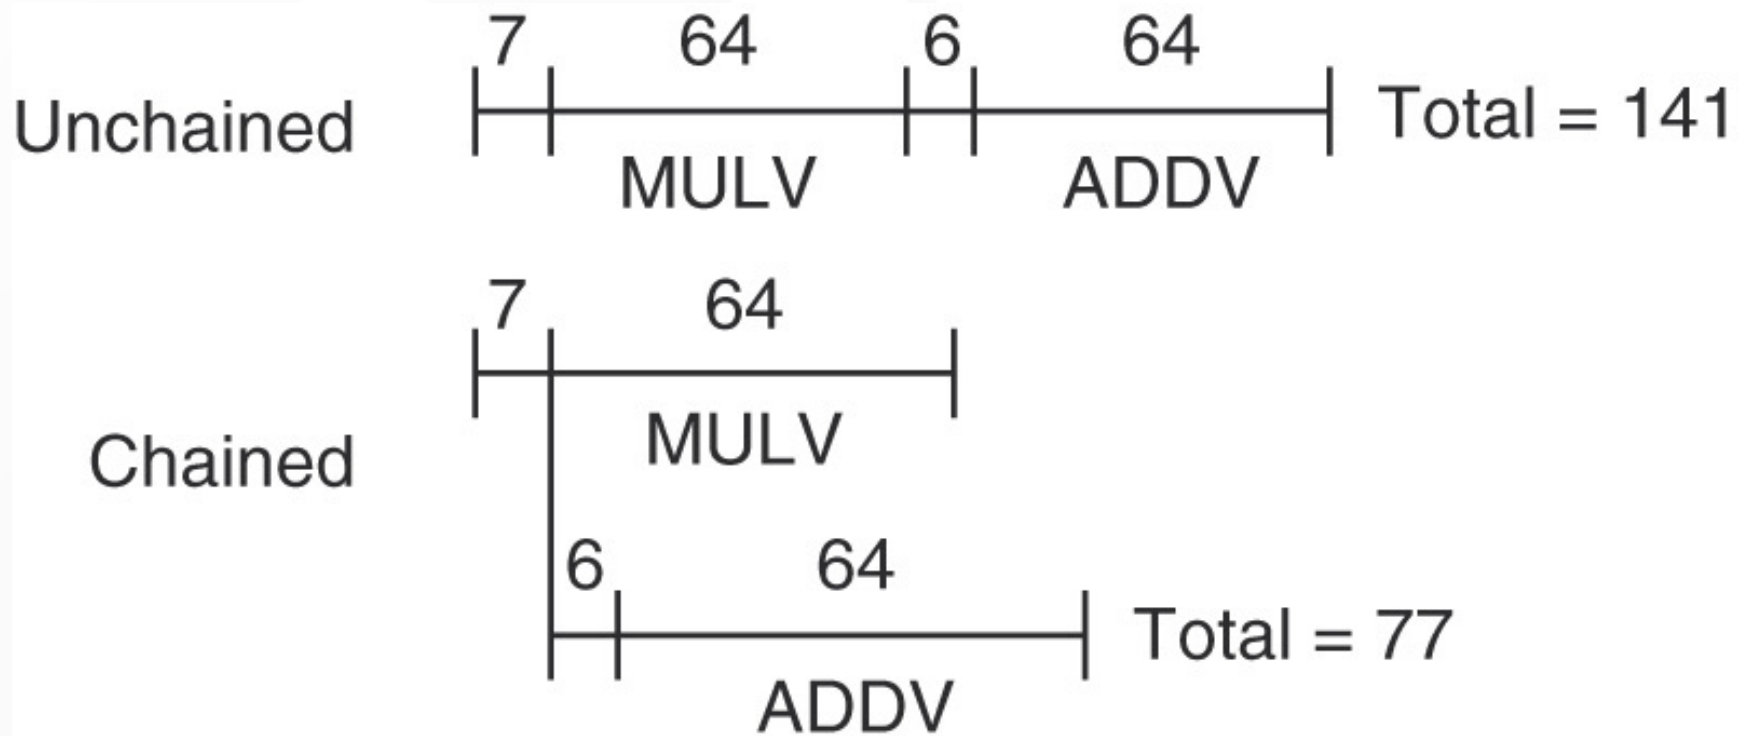 7 64 6 64
Unchained Total = 141
MULV ADDV
7 64
MULV
Chained
6 64
Total = 77
ADDV